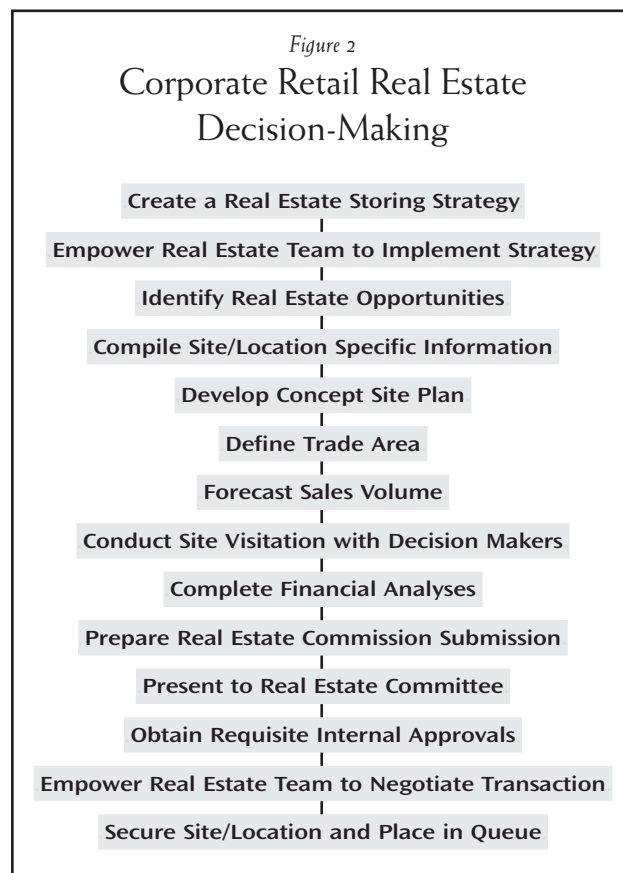 Figure 2
Corporate Retail Real Estate
Decision-Making
Create a Real Estate Storing Strategy
Empower Real Estate Team to Implement Strategy
Identify Real Estate Opportunities
Compile Site/Location Specific Information
Develop Concept Site Plan
Define Trade Area
Forecast Sales Volume
Conduct Site Visitation with Decision Makers
Complete Financial Analyses
Prepare Real Estate Commission Submission
Present to Real Estate Committee
Obtain Requisite Internal Approvals
Empower Real Estate Team to Negotiate Transaction
Secure Site/Location and Place in Queue